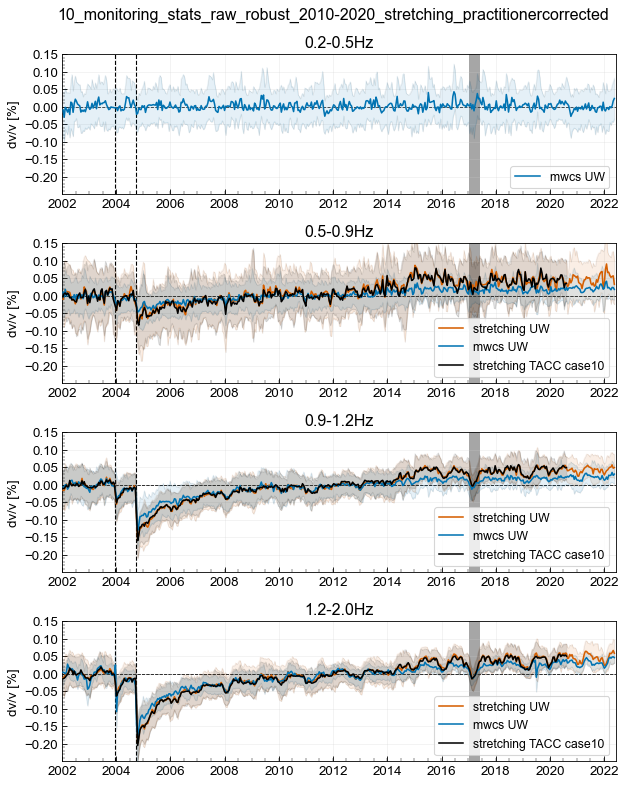 10_monitoring_stats_raw_robust_2010-2020_stretching_practitionercorrected
0.2-0.5Hz
dv/v [%]
0.15
0.10
0.05
0.00
−0.05
−0.10
−0.15
−0.20
mwcs UW
2002 2004 2006 2008 2010 2012 2014 2016 2018 2020 2022
0.5-0.9Hz
dv/v [%]
0.15
0.10
0.05
0.00
−0.05
−0.10
−0.15
−0.20
stretching UW
mwcs UW
stretching TACC case10
2002 2004 2006 2008 2010 2012 2014 2016 2018 2020 2022
0.9-1.2Hz
dv/v [%]
0.15
0.10
0.05
0.00
−0.05
−0.10
−0.15
−0.20
stretching UW
mwcs UW
stretching TACC case10
2002 2004 2006 2008 2010 2012 2014 2016 2018 2020 2022
1.2-2.0Hz
dv/v [%]
0.15
0.10
0.05
0.00
−0.05
−0.10
−0.15
−0.20
stretching UW
mwcs UW
stretching TACC case10
2002 2004 2006 2008 2010 2012 2014 2016 2018 2020 2022